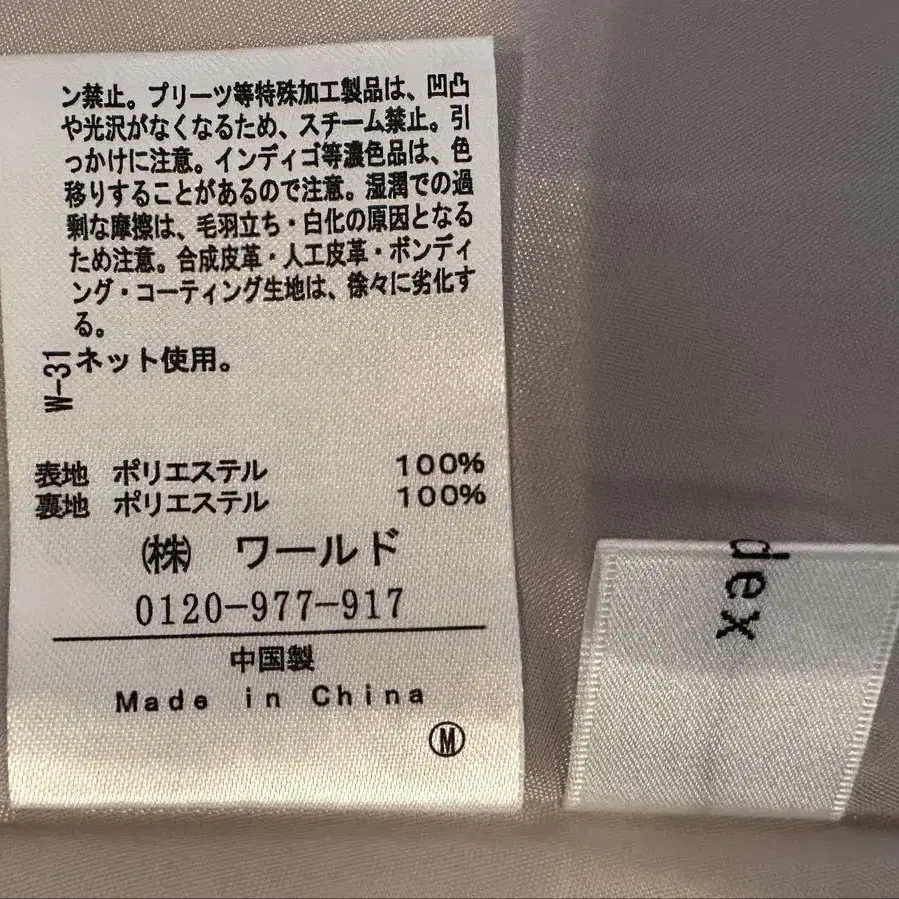 ン禁止。プリーツ等特殊加工製品は、凹凸
や光沢がなくなるため、スチーム禁止。引
っかけに注意。インディゴ等濃色品は、色
移りすることがあるので注意。湿潤での過
剰な摩擦は、毛羽立ち・白化の原因となる
ため注意。合成皮革・人工皮革・ボンディ
ング・コーティング生地は、徐々に劣化す
る。
ネット使用。
W-31
表地 ポリエステル 100%
裏地 ポリエステル 100%
㈱ ワールド
0120-977-917
中国製
Made in China
Ⓜ
dex